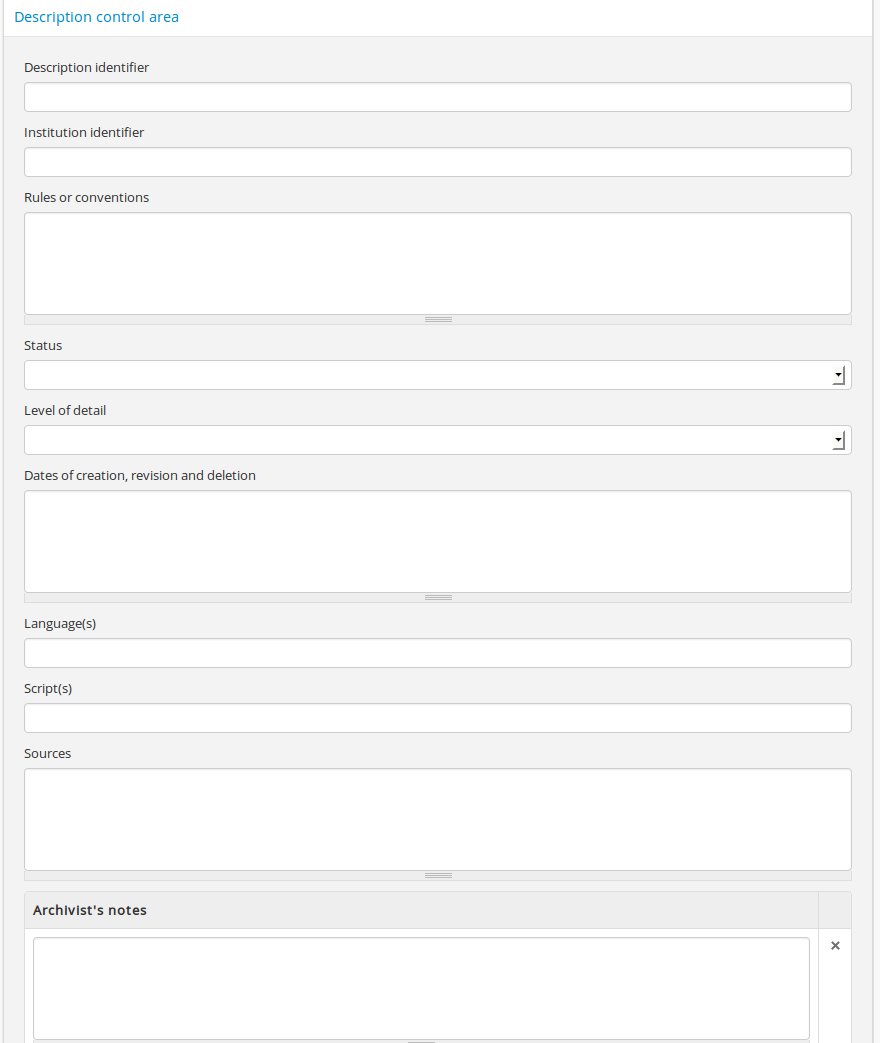 Description control area
Description identifier
Institution identifier
Rules or conventions
Status
Level of detail
Dates of creation, revision and deletion
Language(s)
Script(s)
Sources
Archivist's notes
×